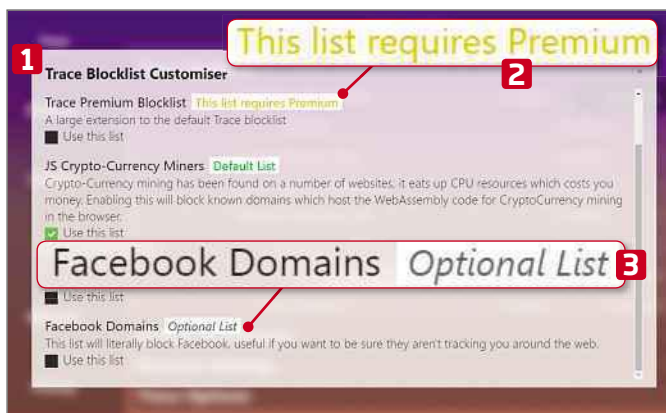 1
This list requires Premium
2
Trace Blocklist Customiser
Trace Premium Blocklist This list requires Premium
A large extension to the default Trace blocklist
Use this list
JS Crypto-Currency Miners Default List
Crypto-Currency mining has been found on a number of websites, it eats up CPU resources which costs you
money. Enabling this will block known domains which host the WebAssembly code for CryptoCurrency mining
in the browser.
Use this list
Facebook Domains Optional List
3
Use this list
Facebook Domains Optional List
This list will literally block Facebook, useful if you want to be sure they aren't tracking you around the web.
Use this list